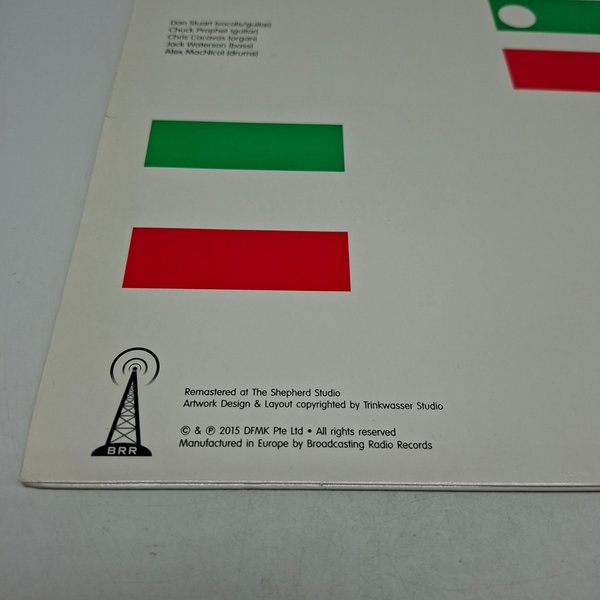 Dan Stuart (vocals/guitar)
Chuck Prophet (guitar)
Chris Cacavas (organ)
Jack Waterson (bass)
Alex MacNicol (drums)
Remastered at The Shepherd Studio
Artwork Design & Layout copyrighted by Trinkwasser Studio
© & ℗ 2015 DFMK Pte Ltd • All rights reserved
Manufactured in Europe by Broadcasting Radio Records
BRR